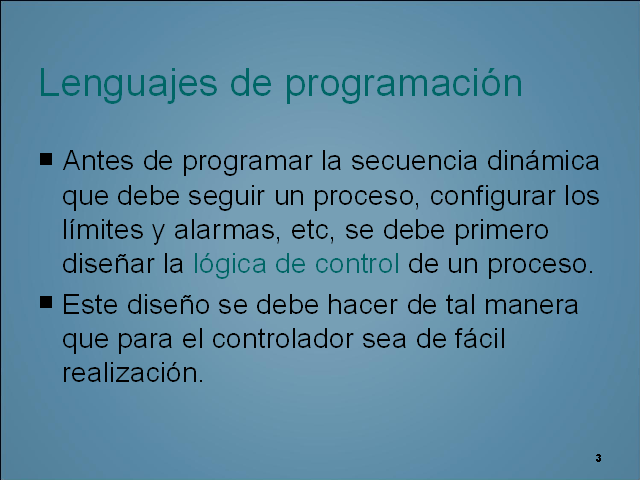 Lenguajes de programación
■ Antes de programar la secuencia dinámica
que debe seguir un proceso, configurar los
límites y alarmas, etc, se debe primero
diseñar la lógica de control de un proceso.
■ Este diseño se debe hacer de tal manera
que para el controlador sea de fácil
realización.
3